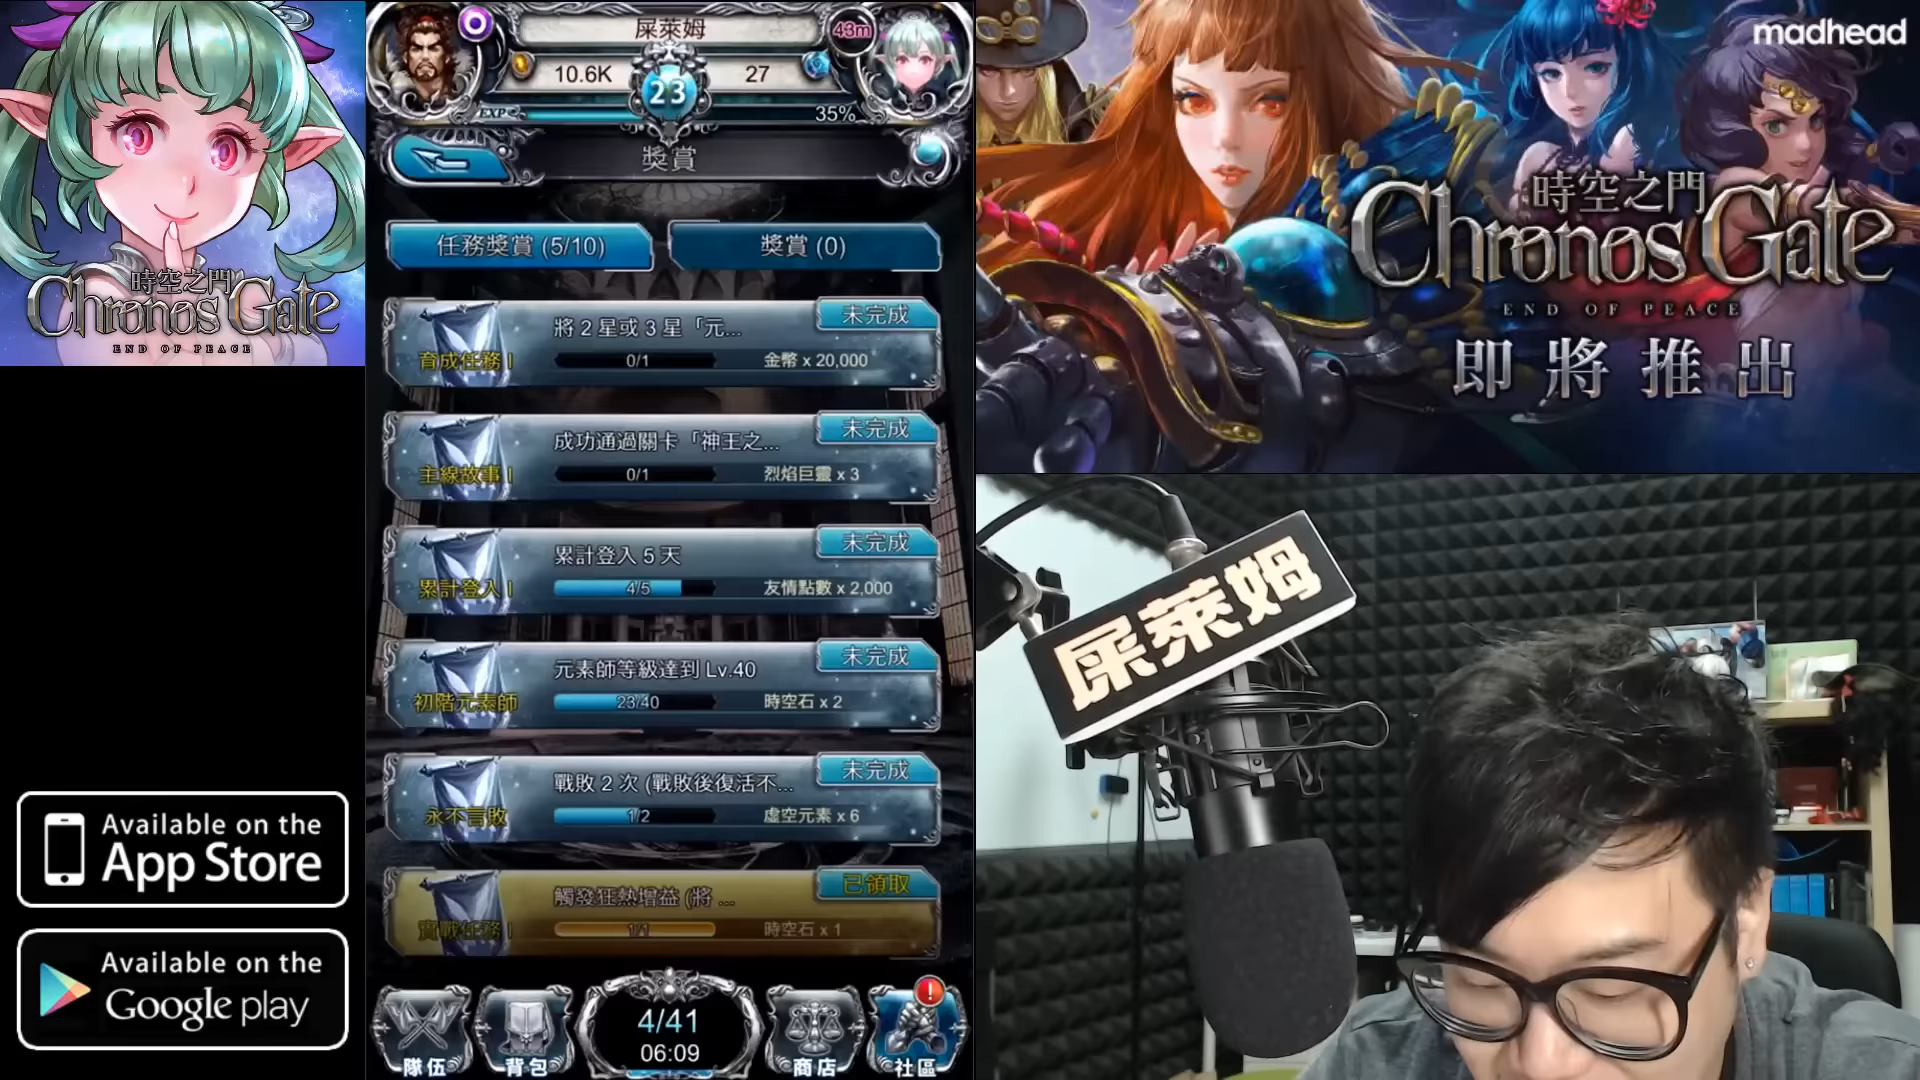 時空之門
Chronos Gate
END OF PEACE
Available on the
App Store
Available on the
Google play
屎萊姆
43m
10.6K
23
27
EXP
35%
獎賞
任務獎賞 (5/10)
獎賞 (0)
未完成
將 2 星或 3 星「元...
育成任務 I
0/1
金幣 x 20,000
未完成
成功通過關卡「神王之...
主線故事 I
0/1
烈焰巨靈 x 3
未完成
累計登入 5 天
累計登入 I
4/5
友情點數 x 2,000
未完成
元素師等級達到 Lv.40
初階元素師
23/40
時空石 x 2
未完成
戰敗 2 次 (戰敗後復活不...
永不言敗
1/2
虛空元素 x 6
已領取
觸發狂熱增益 (將 ...
實戰任務 I
1/1
時空石 x 1
隊伍
背包
4/41
06:09
商店
社區
madhead
時空之門
Chronos Gate
END OF PEACE
即將推出
屎萊姆